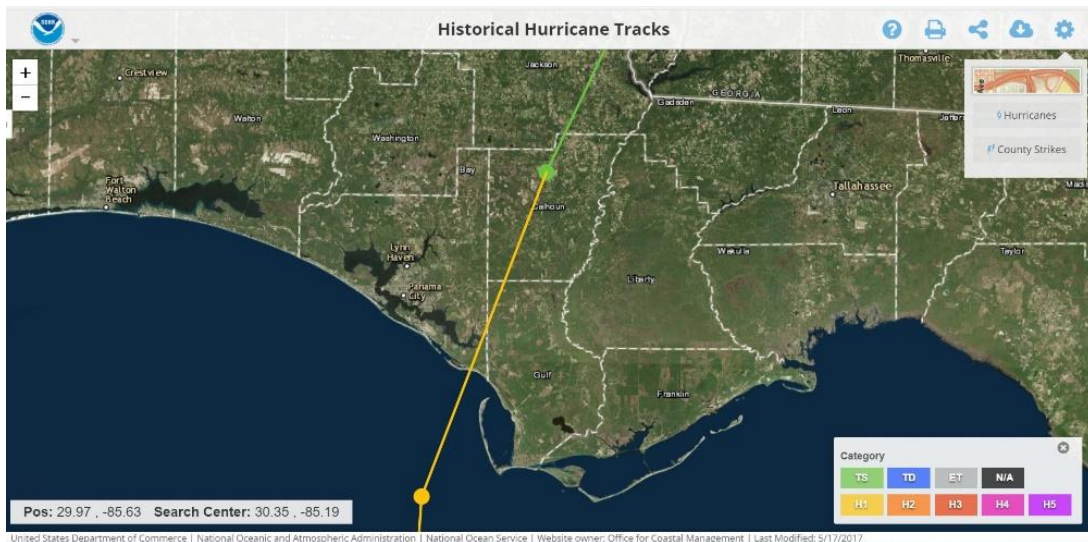 Historical Hurricane Tracks
Jackson
Thomasville
Crestview
GEORGIA
Gadsden
Leon
Walton
Washington
Hurricanes
County Strikes
Bay
Fort
Walton
Beach
Tallahassee
Calhoun
Lynn
Haven
Wakulla
Taylor
Liberty
Panama
City
Gulf
Franklin
Category
TS TD ET N/A
H1 H2 H3 H4 H5
Pos: 29.97 , -85.63 Search Center: 30.35 , -85.19
United States Department of Commerce | National Oceanic and Atmospheric Administration | National Ocean Service | Website owner: Office for Coastal Management | Last Modified: 5/17/2017